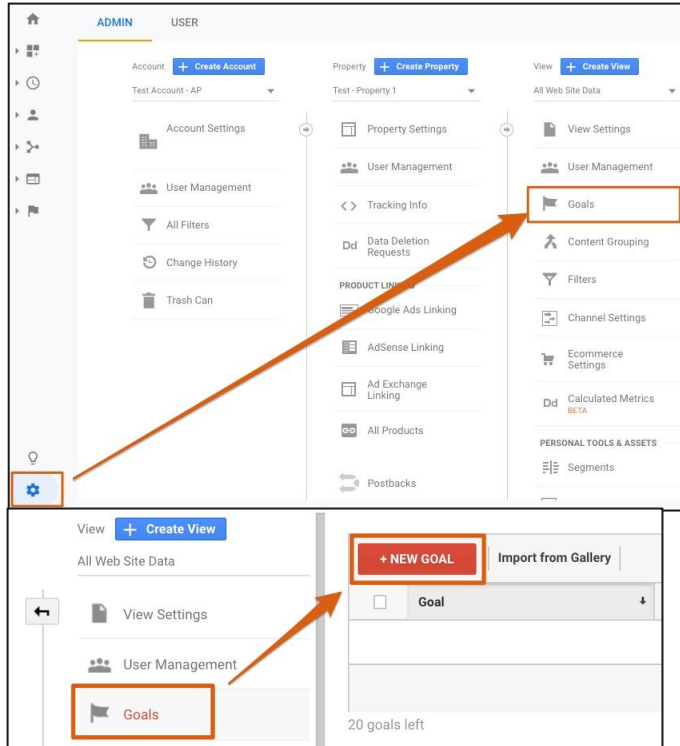 ADMIN USER
Account + Create Account
Test Account - AP
Account Settings
User Management
All Filters
Change History
Trash Can
Property + Create Property
Test - Property 1
Property Settings
User Management
<> Tracking Info
Dd Data Deletion
Requests
PRODUCT LINKING
Google Ads Linking
AdSense Linking
Ad Exchange
Linking
All Products
Postbacks
View + Create View
All Web Site Data
View Settings
User Management
Goals
Content Grouping
Filters
Channel Settings
Ecommerce
Settings
Dd Calculated Metrics
BETA
PERSONAL TOOLS & ASSETS
Segments
View + Create View
All Web Site Data
View Settings
User Management
Goals
+ NEW GOAL Import from Gallery
Goal
20 goals left